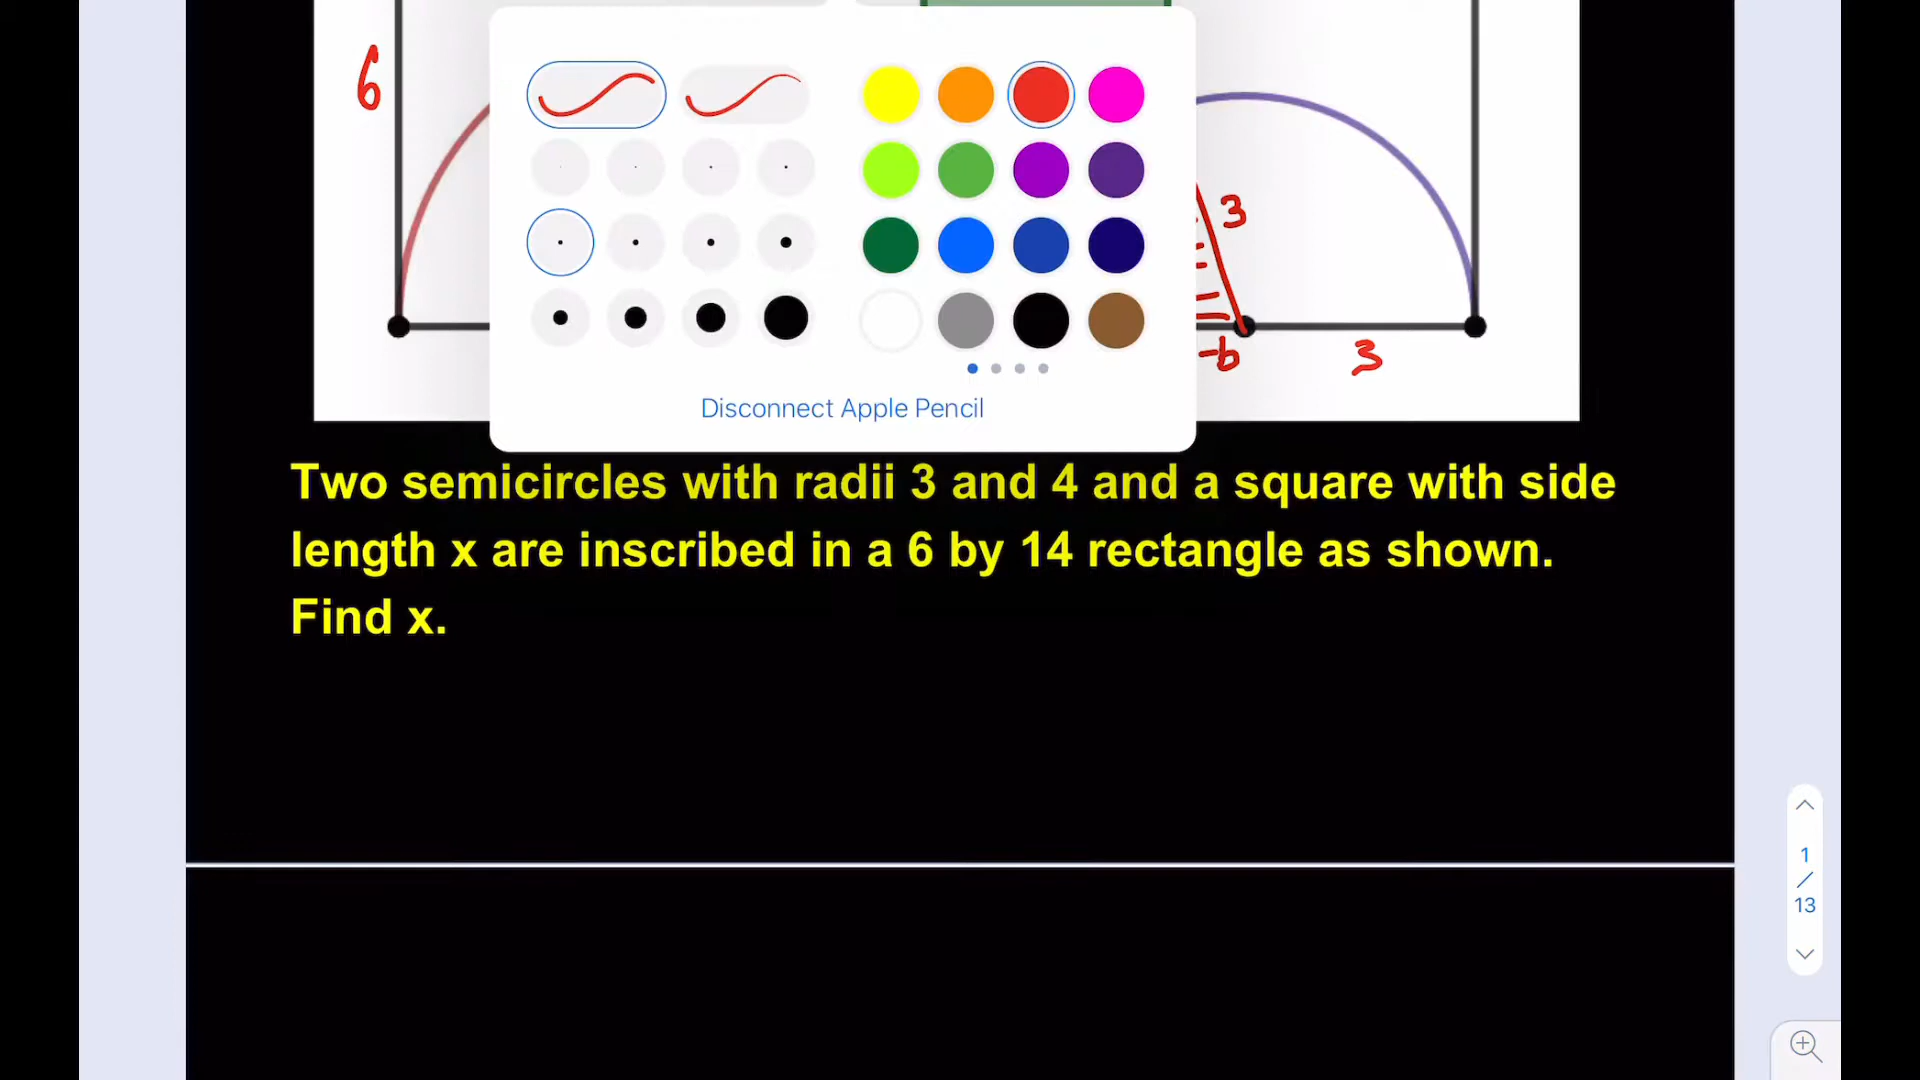 6
3
-b
3
Disconnect Apple Pencil
Two semicircles with radii 3 and 4 and a square with side
length x are inscribed in a 6 by 14 rectangle as shown.
Find x.
1
/
13